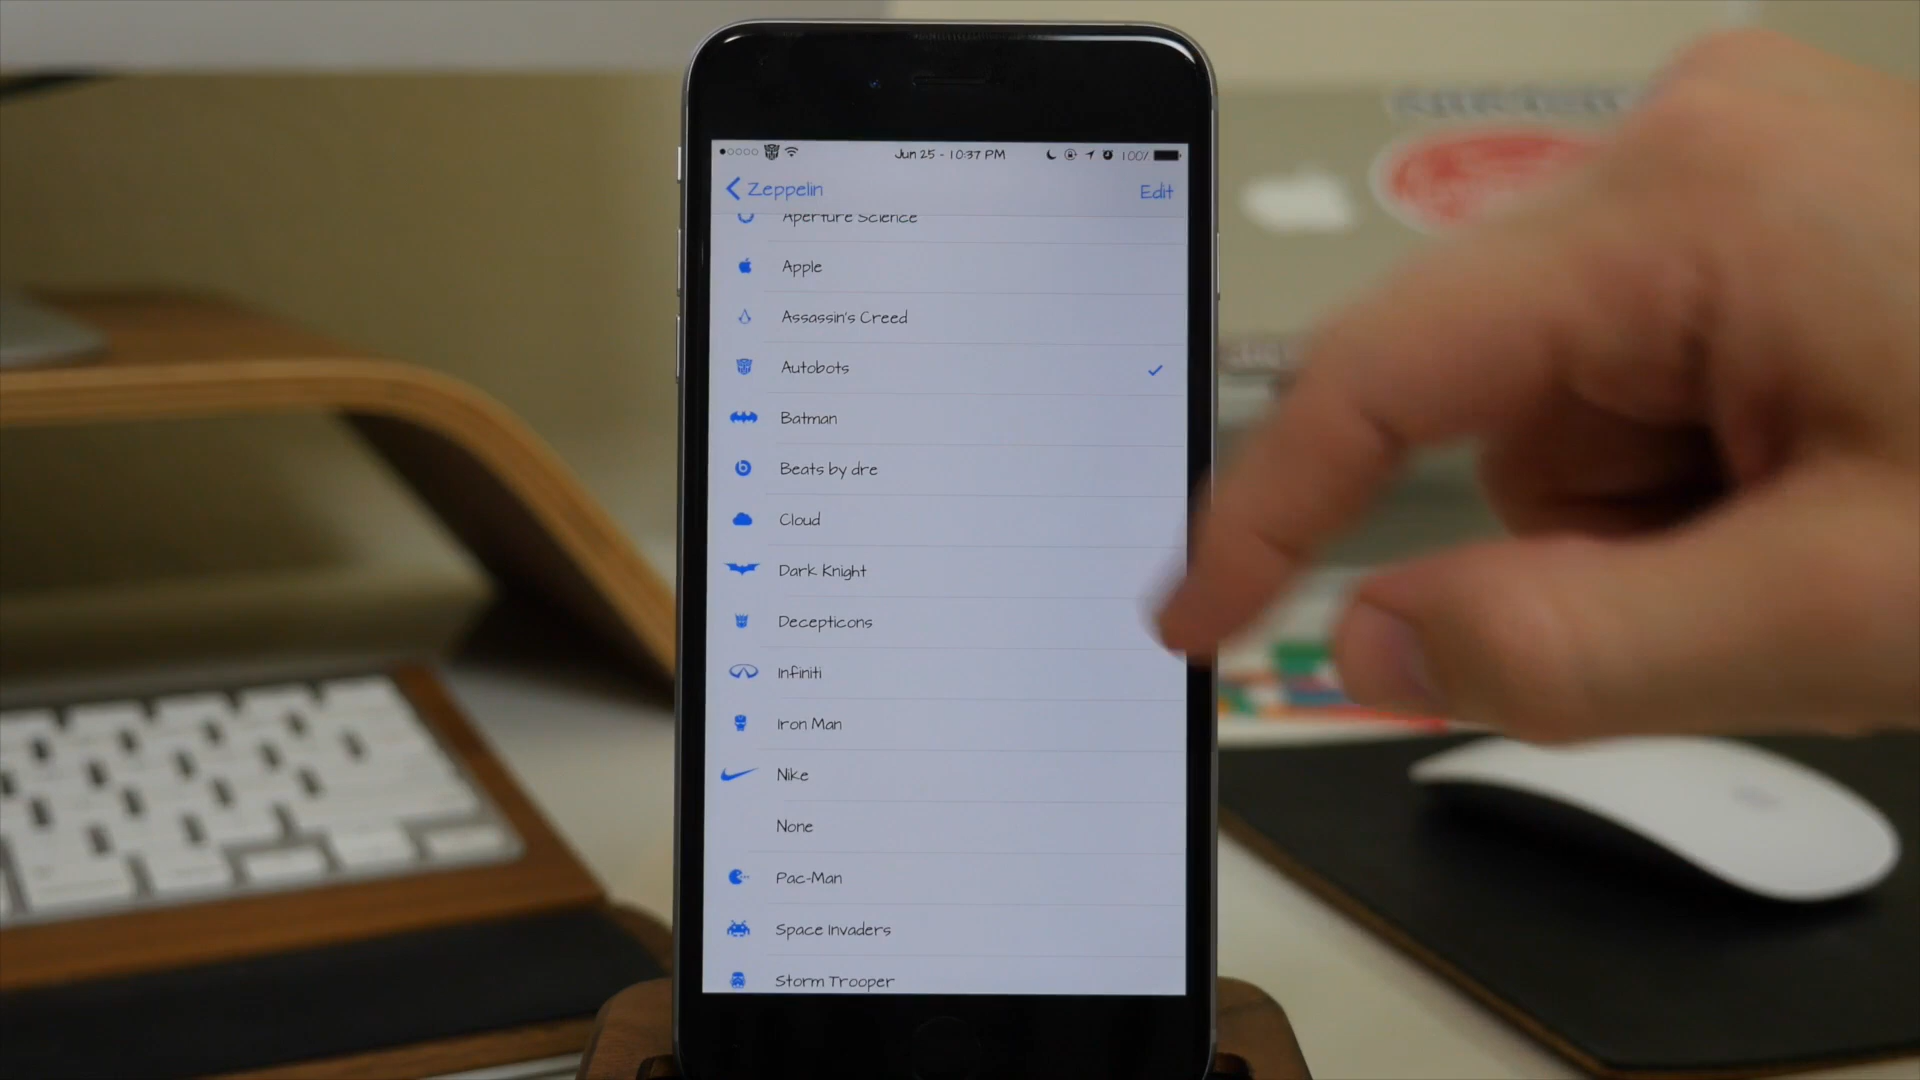 Jun 25 - 10:37 PM
100%
Zeppelin
Edit
Aperture Science
Apple
Assassin's Creed
Autobots
Batman
Beats by dre
Cloud
Dark Knight
Decepticons
Infiniti
Iron Man
Nike
None
Pac-Man
Space Invaders
Storm Trooper